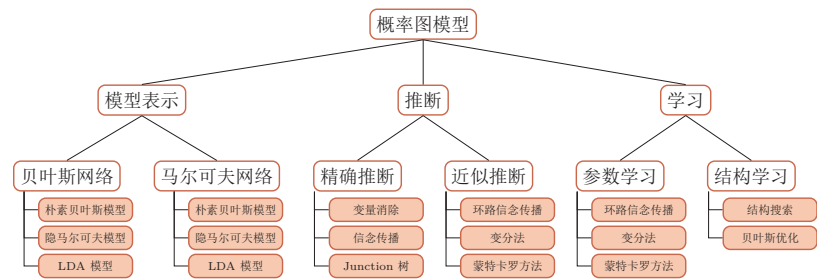 概率图模型
模型表示
推断
学习
贝叶斯网络
马尔可夫网络
精确推断
近似推断
参数学习
结构学习
朴素贝叶斯模型
朴素贝叶斯模型
变量消除
环路信念传播
环路信念传播
结构搜索
隐马尔可夫模型
隐马尔可夫模型
信念传播
变分法
变分法
贝叶斯优化
LDA 模型
LDA 模型
Junction 树
蒙特卡罗方法
蒙特卡罗方法